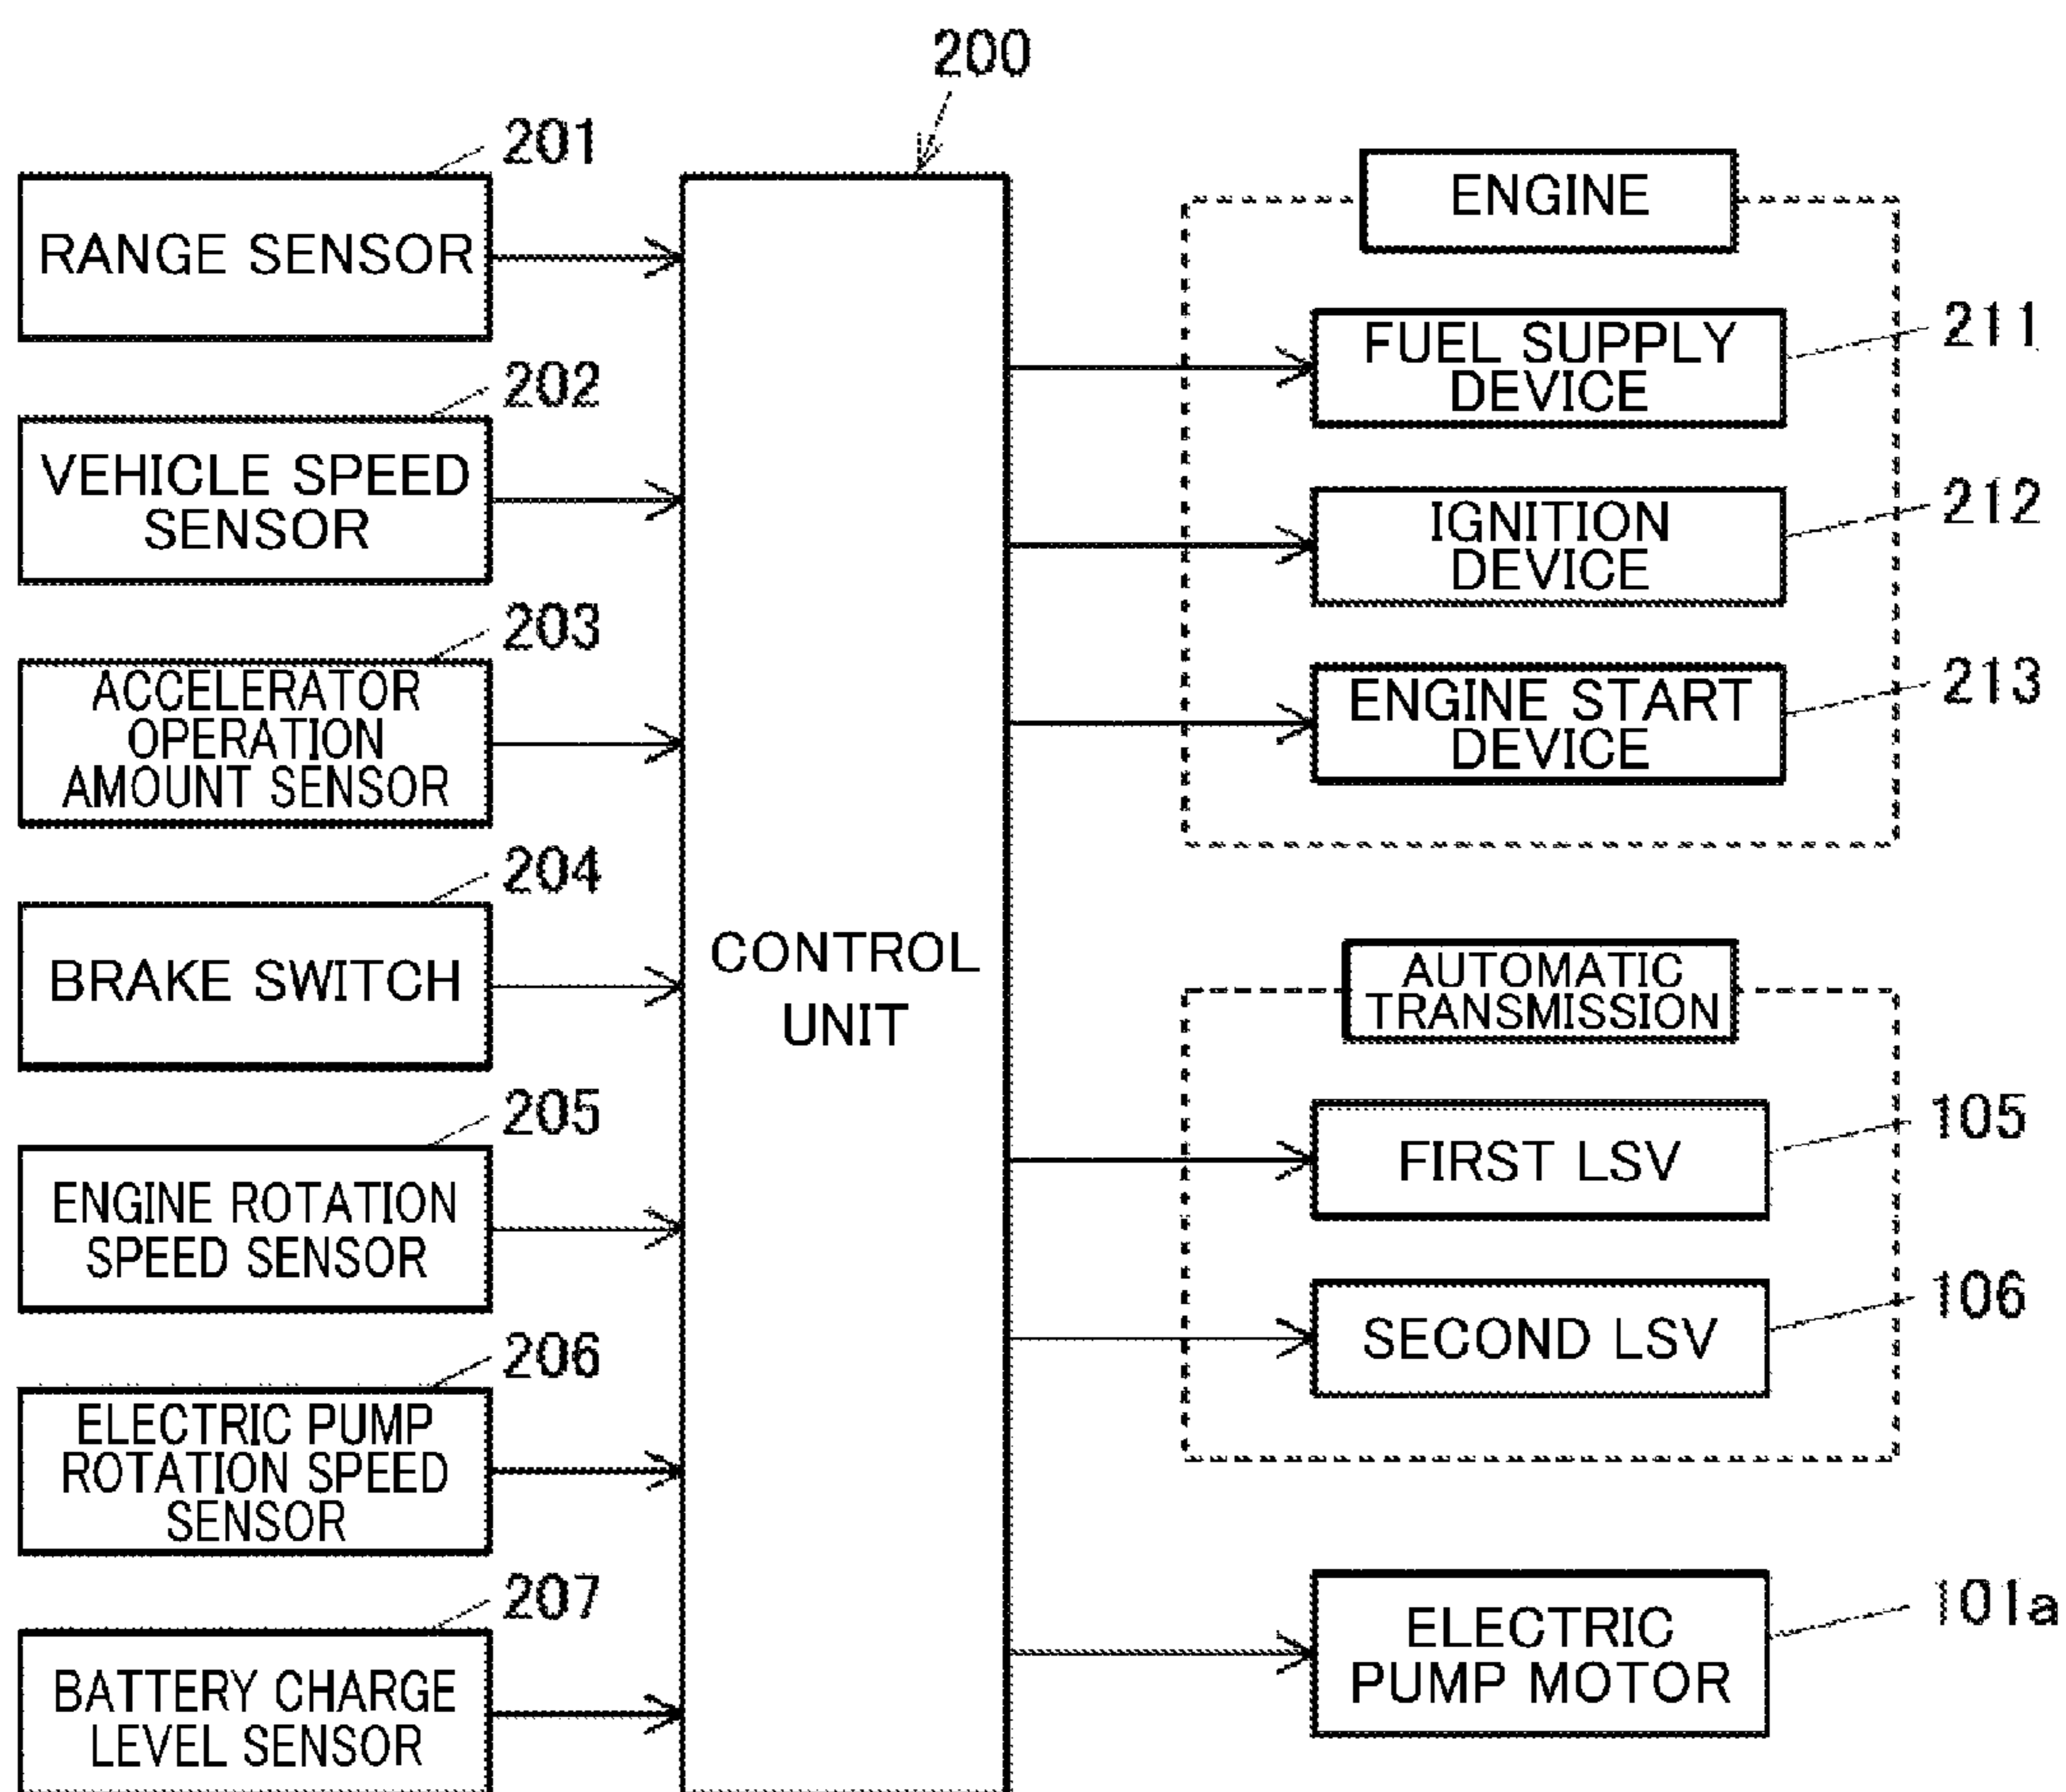 200
201
RANGE SENSOR
202
VEHICLE SPEED
SENSOR
203
ACCELERATOR
OPERATION
AMOUNT SENSOR
204
BRAKE SWITCH
205
ENGINE ROTATION
SPEED SENSOR
206
ELECTRIC PUMP
ROTATION SPEED
SENSOR
207
BATTERY CHARGE
LEVEL SENSOR
CONTROL
UNIT
ENGINE
FUEL SUPPLY
DEVICE
211
IGNITION
DEVICE
212
ENGINE START
DEVICE
213
AUTOMATIC
TRANSMISSION
FIRST LSV
105
SECOND LSV
106
ELECTRIC
PUMP MOTOR
101a